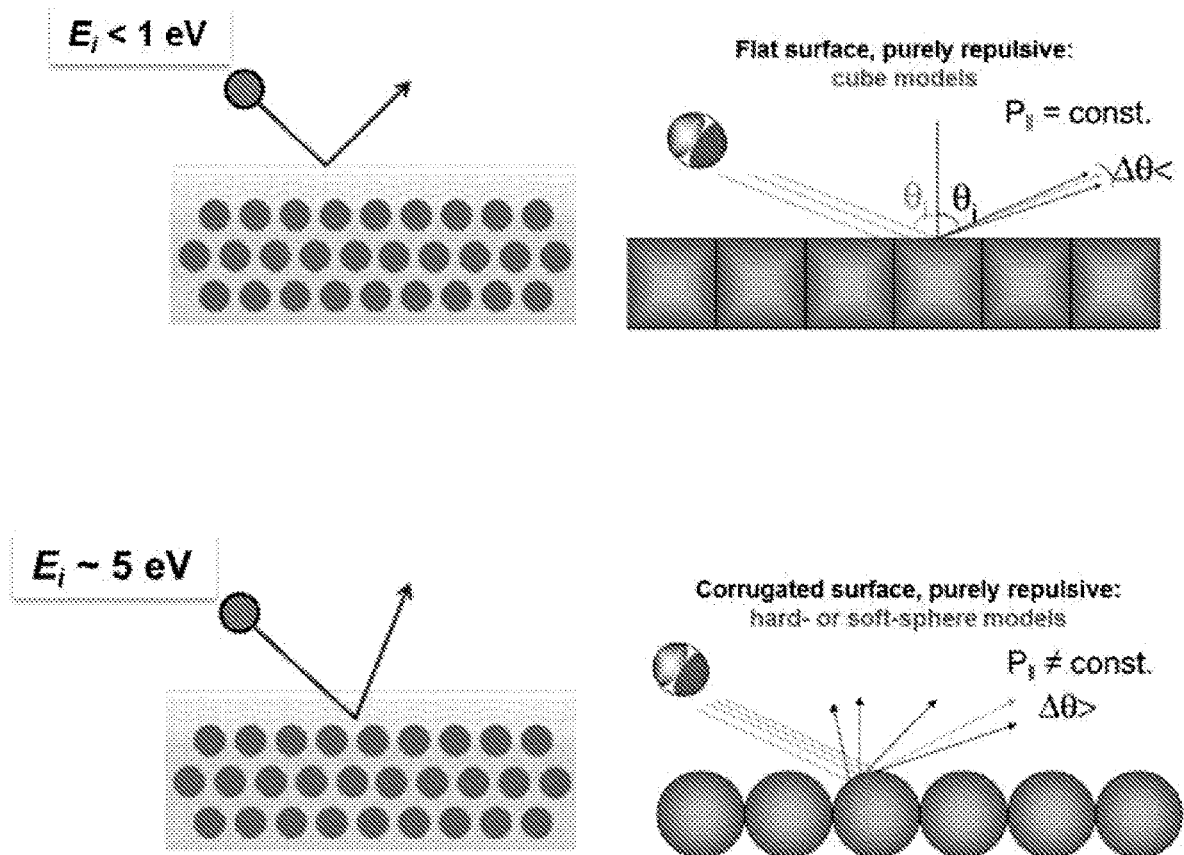 E_i < 1 eV
Flat surface, purely repulsive:
cube models
P_∥ = const.
Δθ<
θ_i θ_i
E_i ~ 5 eV
Corrugated surface, purely repulsive:
hard- or soft-sphere models
P_∥ ≠ const.
Δθ>